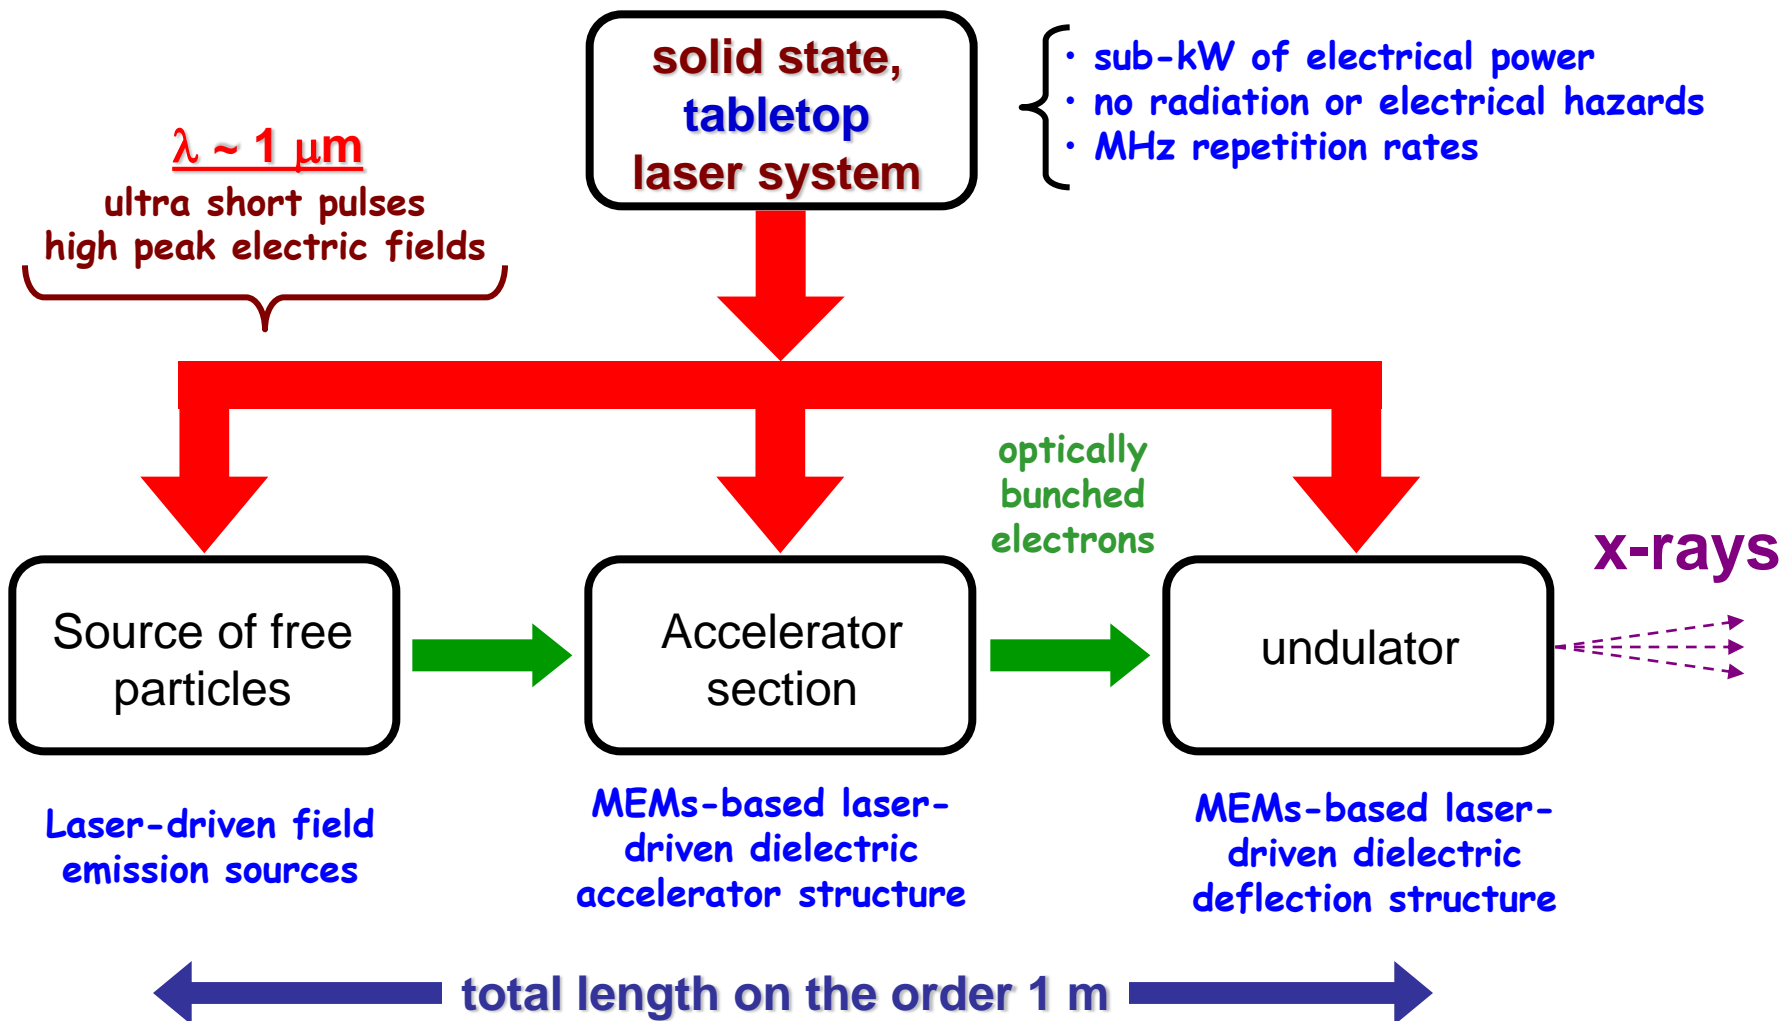 solid state,
tabletop
laser system
• sub-kW of electrical power
• no radiation or electrical hazards
• MHz repetition rates
λ ~ 1 μm
ultra short pulses
high peak electric fields
optically
bunched
electrons
x-rays
Source of free
particles
Accelerator
section
undulator
Laser-driven field
emission sources
MEMs-based laser-
driven dielectric
accelerator structure
MEMs-based laser-
driven dielectric
deflection structure
total length on the order 1 m